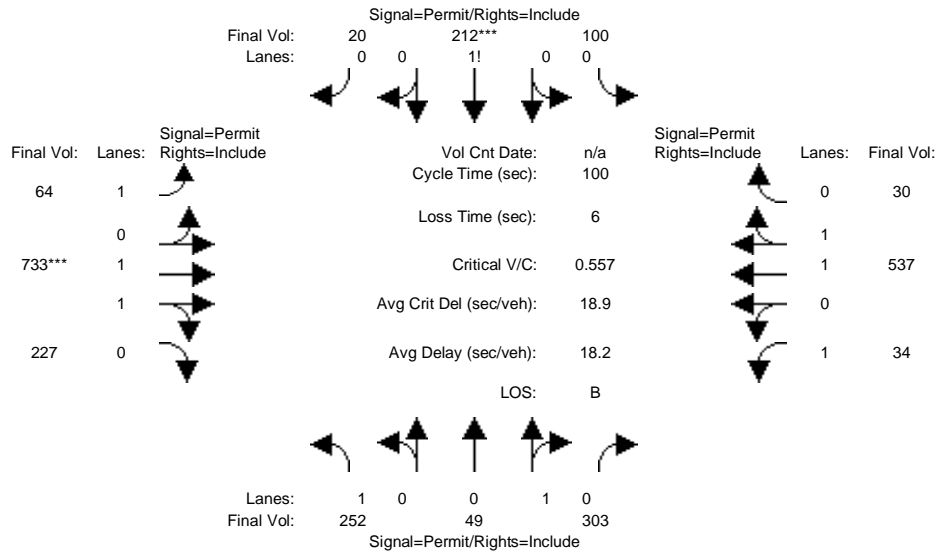 Signal=Permit/Rights=Include
Final Vol: 20 212*** 100
Lanes: 0 0 1! 0 0
Signal=Permit
Final Vol: Lanes: Rights=Include
Vol Cnt Date: n/a
Signal=Permit
Rights=Include Lanes: Final Vol:
Cycle Time (sec): 100
64 1
0 30
Loss Time (sec): 6
0
1
733*** 1
Critical V/C: 0.557
1 537
1
Avg Crit Del (sec/veh): 18.9
0
227 0
Avg Delay (sec/veh): 18.2
1 34
LOS: B
Lanes: 1 0 0 1 0
Final Vol: 252 49 303
Signal=Permit/Rights=Include